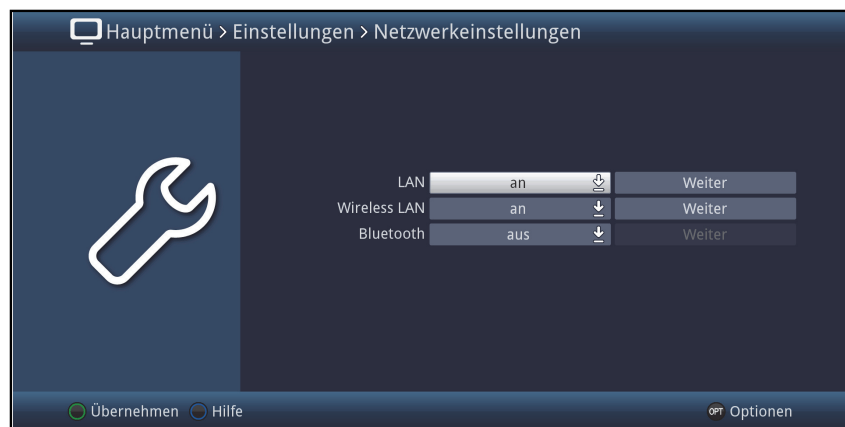 Hauptmenü > Einstellungen > Netzwerkeinstellungen
LAN an Weiter
Wireless LAN an Weiter
Bluetooth aus Weiter
Übernehmen Hilfe OPT Optionen